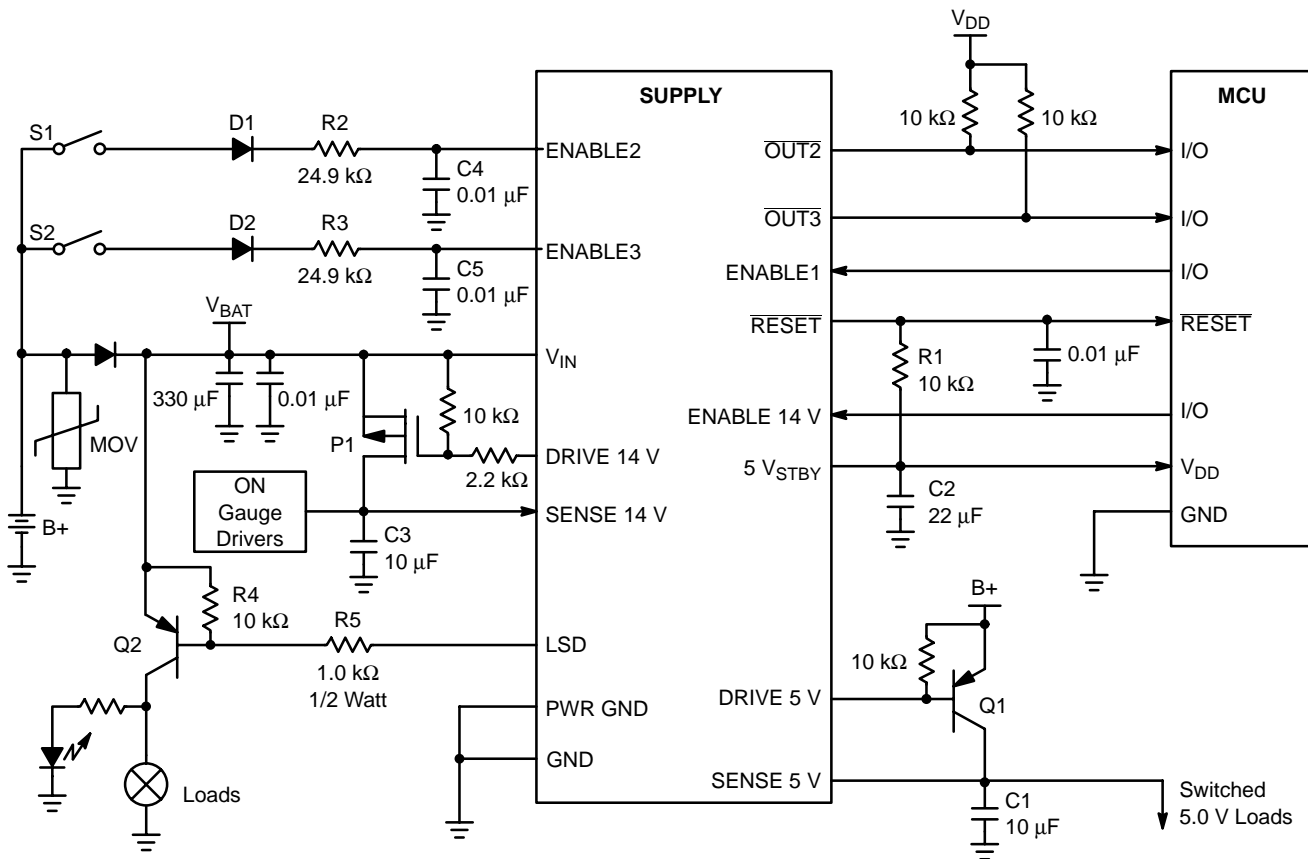 V_DD
SUPPLY
MCU
S1
D1
R2
24.9 kΩ
C4
0.01 μF
ENABLE2
OUT2
10 kΩ
10 kΩ
I/O
S2
D2
R3
24.9 kΩ
C5
0.01 μF
ENABLE3
OUT3
I/O
ENABLE1
I/O
V_BAT
RESET
RESET
330 μF
0.01 μF
V_IN
R1
10 kΩ
0.01 μF
MOV
P1
10 kΩ
2.2 kΩ
ENABLE 14 V
I/O
DRIVE 14 V
5 V_STBY
V_DD
ON
Gauge
Drivers
C3
10 μF
SENSE 14 V
C2
22 μF
GND
B+
R4
10 kΩ
Q2
R5
1.0 kΩ
1/2 Watt
LSD
B+
10 kΩ
Q1
DRIVE 5 V
PWR GND
GND
SENSE 5 V
Loads
C1
10 μF
Switched
5.0 V Loads